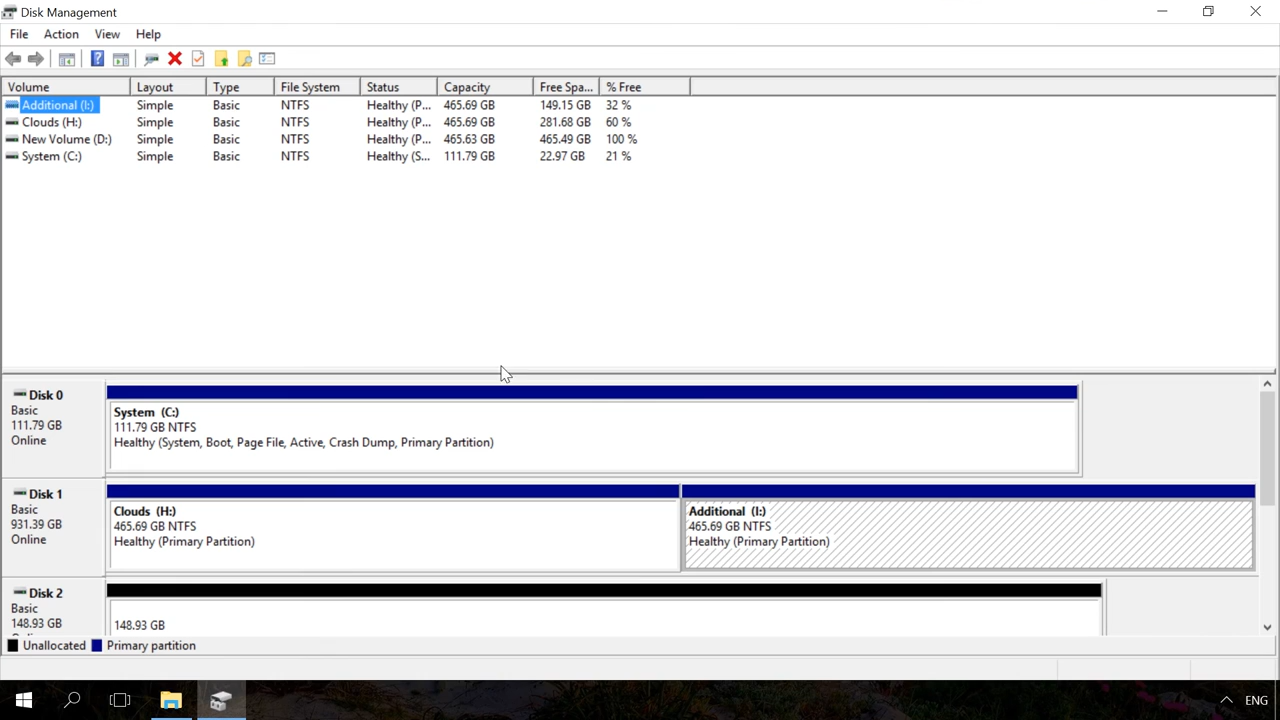 Disk Management
File Action View Help
Volume Layout Type File System Status Capacity Free Spa... % Free
Additional (I:) Simple Basic NTFS Healthy (P... 465.69 GB 149.15 GB 32 %
Clouds (H:) Simple Basic NTFS Healthy (P... 465.69 GB 281.68 GB 60 %
New Volume (D:) Simple Basic NTFS Healthy (P... 465.63 GB 465.49 GB 100 %
System (C:) Simple Basic NTFS Healthy (S... 111.79 GB 22.97 GB 21 %
Disk 0
Basic
111.79 GB
Online
System (C:)
111.79 GB NTFS
Healthy (System, Boot, Page File, Active, Crash Dump, Primary Partition)
Disk 1
Basic
931.39 GB
Online
Clouds (H:)
465.69 GB NTFS
Healthy (Primary Partition)
Additional (I:)
465.69 GB NTFS
Healthy (Primary Partition)
Disk 2
Basic
148.93 GB
148.93 GB
Unallocated Primary partition
ENG